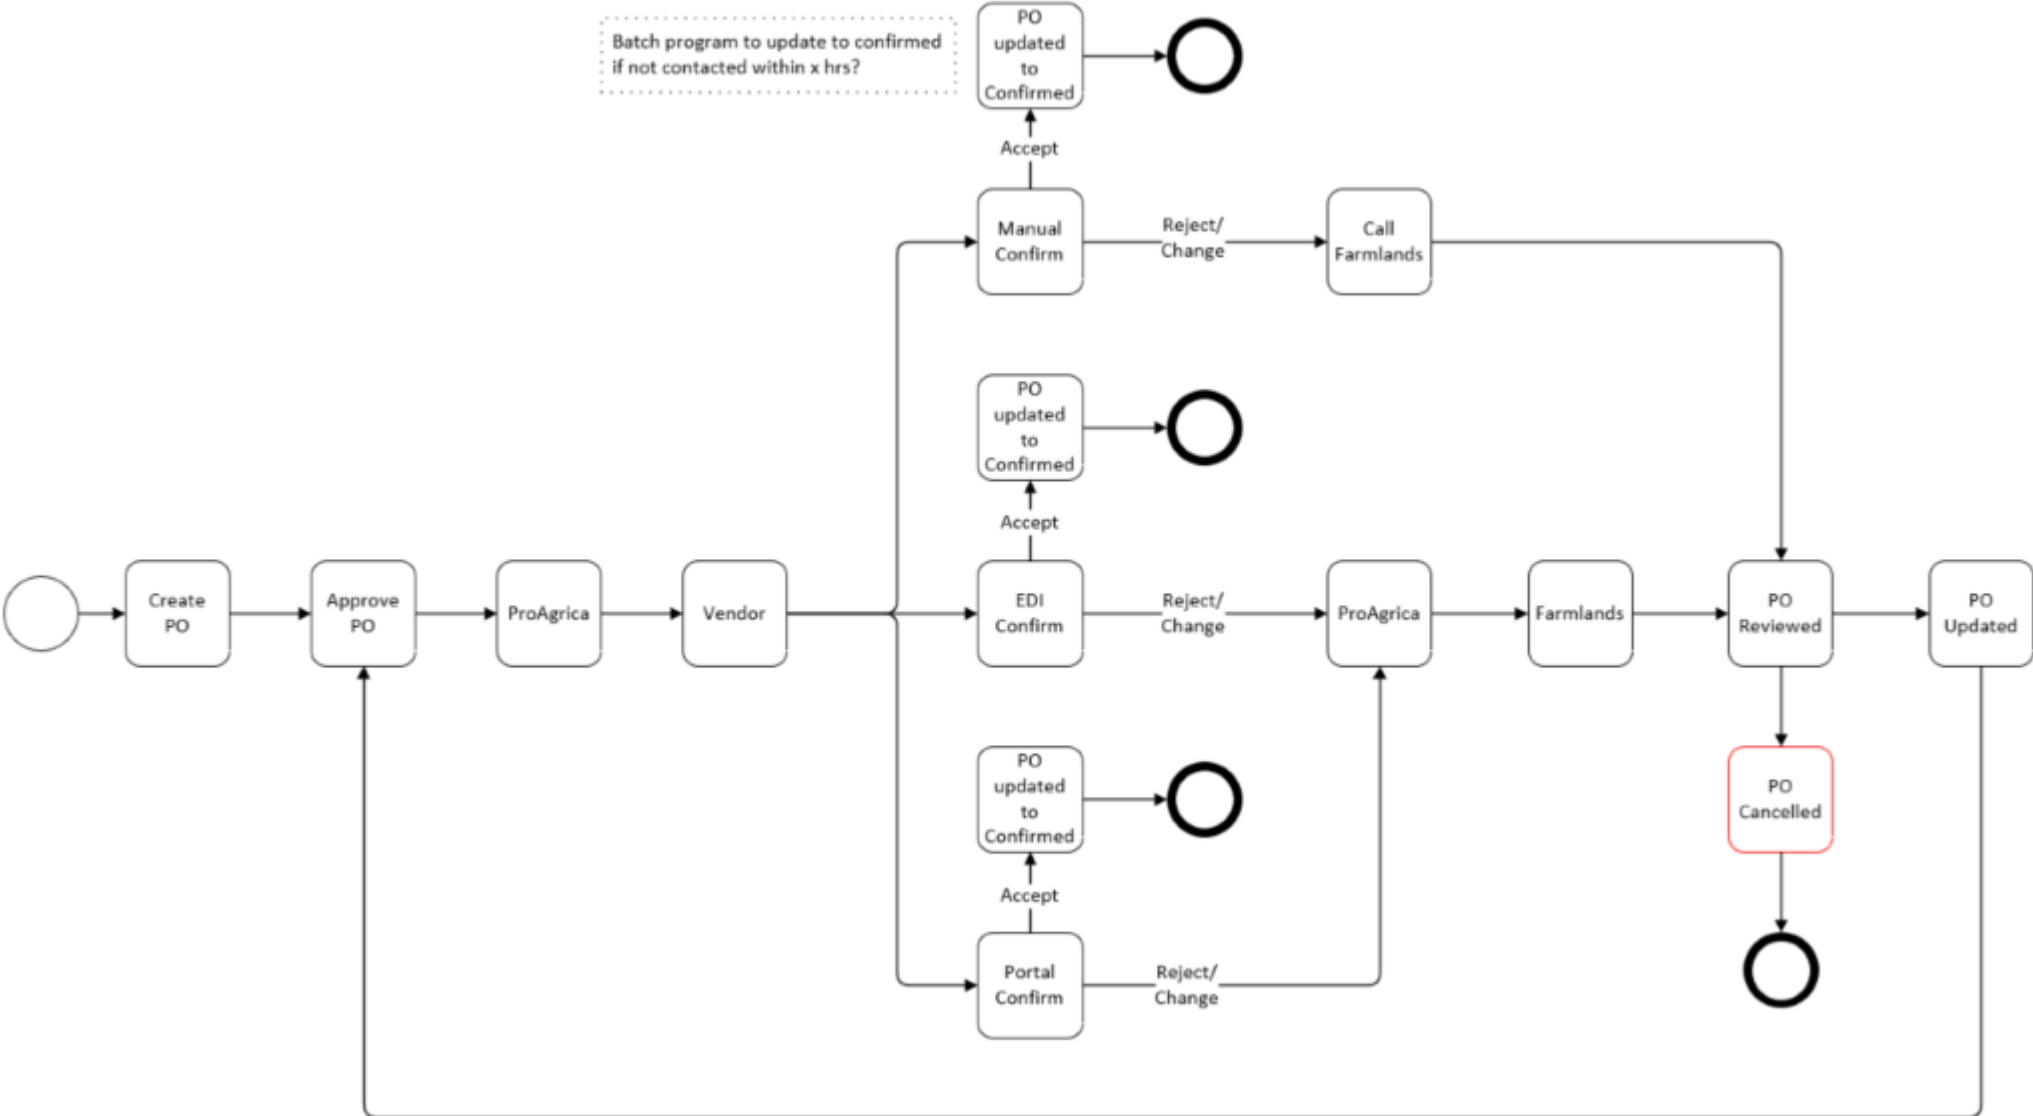 Batch program to update to confirmed
if not contacted within x hrs?
PO
updated
to
Confirmed
Accept
Manual
Confirm
Reject/
Change
Call
Farmlands
PO
updated
to
Confirmed
Accept
Create
PO
Approve
PO
ProAgrica
Vendor
EDI
Confirm
Reject/
Change
ProAgrica
Farmlands
PO
Reviewed
PO
Updated
PO
updated
to
Confirmed
PO
Cancelled
Accept
Portal
Confirm
Reject/
Change